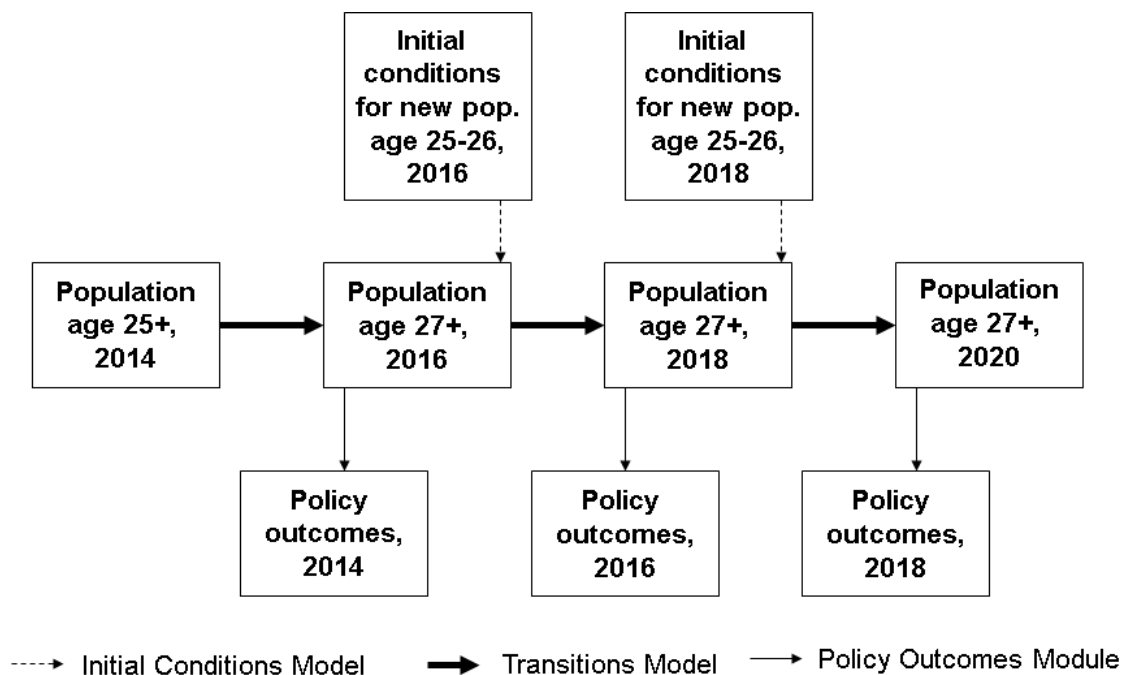 Initial
conditions
for new pop.
age 25-26,
2016
Initial
conditions
for new pop.
age 25-26,
2018
Population
age 25+,
2014
Population
age 27+,
2016
Population
age 27+,
2018
Population
age 27+,
2020
Policy
outcomes,
2014
Policy
outcomes,
2016
Policy
outcomes,
2018
Initial Conditions Model
Transitions Model
Policy Outcomes Module